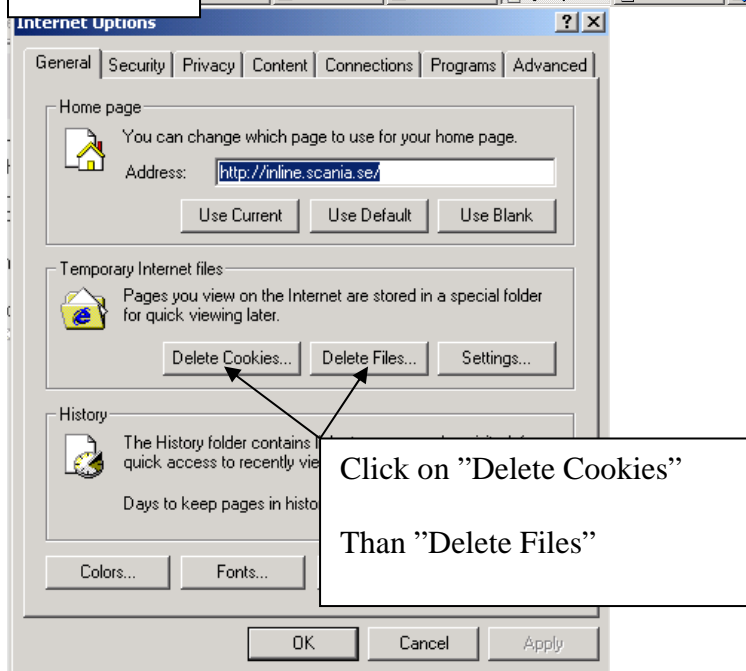 Internet Options
General Security Privacy Content Connections Programs Advanced
Home page
You can change which page to use for your home page.
Address: http://inline.scania.se/
Use Current Use Default Use Blank
Temporary Internet files
Pages you view on the Internet are stored in a special folder
for quick viewing later.
Delete Cookies... Delete Files... Settings...
History
The History folder contains
quick access to recently
Days to keep pages in
Click on ”Delete Cookies”
Than ”Delete Files”
Colors... Fonts...
OK Cancel Apply